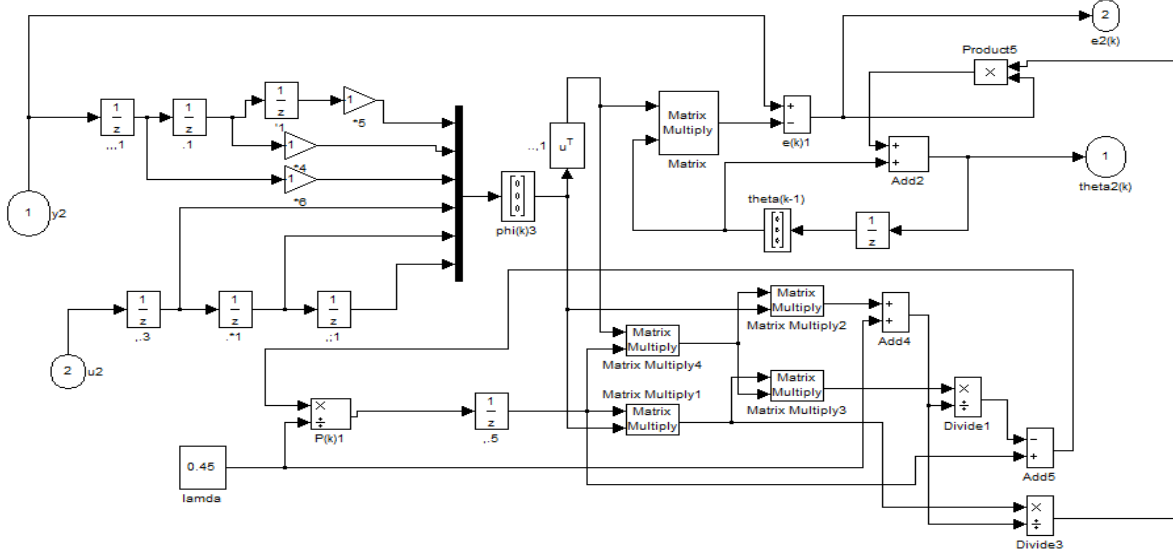 2
e2(k)
Product5
×
1
z
'1
1
*5
1
z
,,,1
1
z
.1
1
*4
1
*6
1
y2
phi(k)3
..,1
uT
Matrix
Multiply
Matrix
+
−
e(k)1
+
+
Add2
1
theta2(k)
theta(k-1)
1
z
1
z
,.3
1
z
.*1
1
z
,;1
2
u2
×
÷
P(k)1
1
z
,.5
0.45
lamda
Matrix
Multiply
Matrix Multiply4
Matrix Multiply1
Matrix
Multiply
Matrix
Multiply
Matrix Multiply2
Matrix
Multiply
Matrix Multiply3
+
+
Add4
×
÷
Divide1
−
+
Add5
×
÷
Divide3